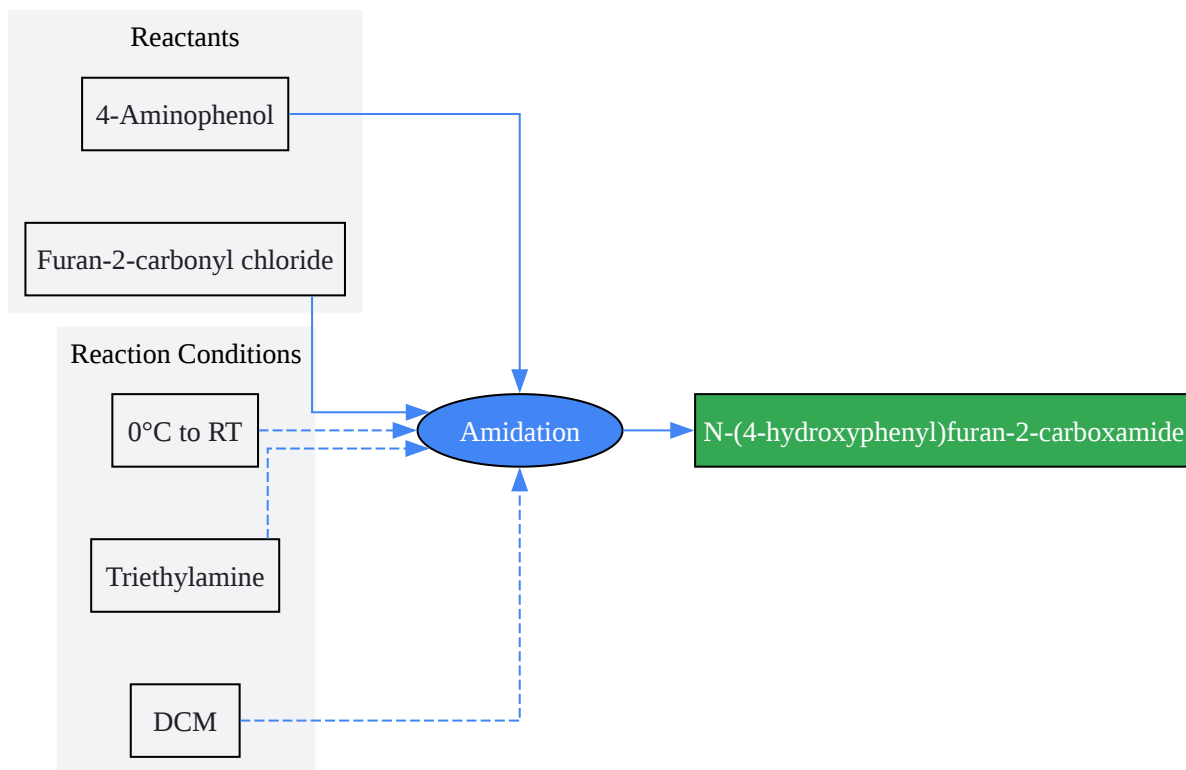 Reactants
4-Aminophenol
Furan-2-carbonyl chloride
Reaction Conditions
0°C to RT
Triethylamine
DCM
Amidation
N-(4-hydroxyphenyl)furan-2-carboxamide